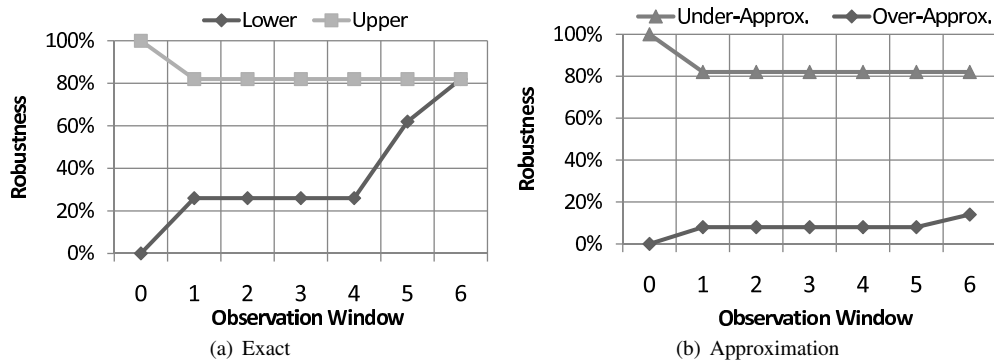 Lower Upper
100%
80%
60%
40%
20%
0%
Robustness
0 1 2 3 4 5 6
Observation Window
(a) Exact
Under-Approx. Over-Approx.
100%
80%
60%
40%
20%
0%
Robustness
0 1 2 3 4 5 6
Observation Window
(b) Approximation